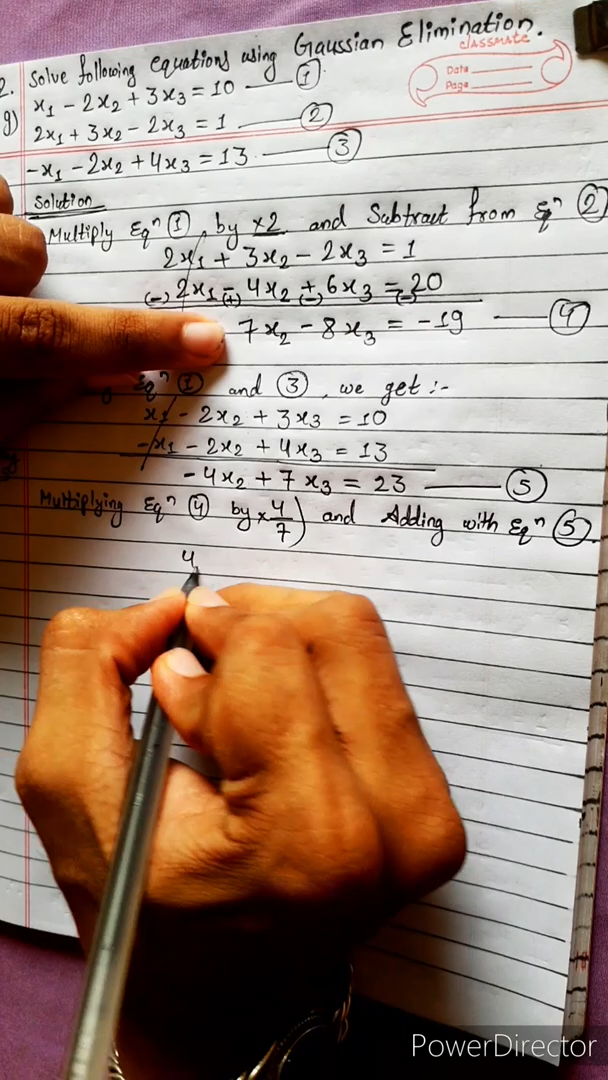 2. Solve following equations using Gaussian Elimination.
classmate
Date
Page
g) x₁ - 2x₂ + 3x₃ = 10 — ①
2x₁ + 3x₂ - 2x₃ = 1 — ②
-x₁ - 2x₂ + 4x₃ = 13 — ③
Solution
Multiply Eqⁿ ① by ×2 and Subtract from Eqⁿ ②
2x₁ + 3x₂ - 2x₃ = 1
(-) 2x₁ (+) - 4x₂ (-) + 6x₃ (-) = 20
7x₂ - 8x₃ = -19 — ④
Eqⁿ ① and ③, we get :-
x₁ - 2x₂ + 3x₃ = 10
-x₁ - 2x₂ + 4x₃ = 13
-4x₂ + 7x₃ = 23 — ⑤
Multiplying Eqⁿ ④ by × 4/7) and Adding with Eqⁿ ⑤.
4
PowerDirector